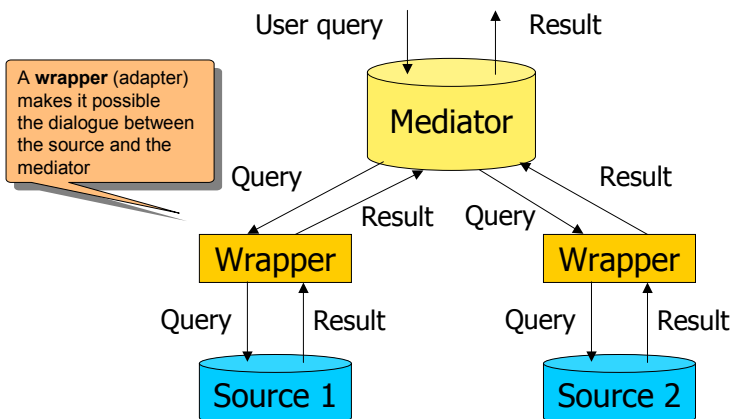 User query
Result
A wrapper (adapter)
makes it possible
the dialogue between
the source and the
mediator
Mediator
Query
Result
Result
Query
Wrapper
Wrapper
Query
Result
Query
Result
Source 1
Source 2